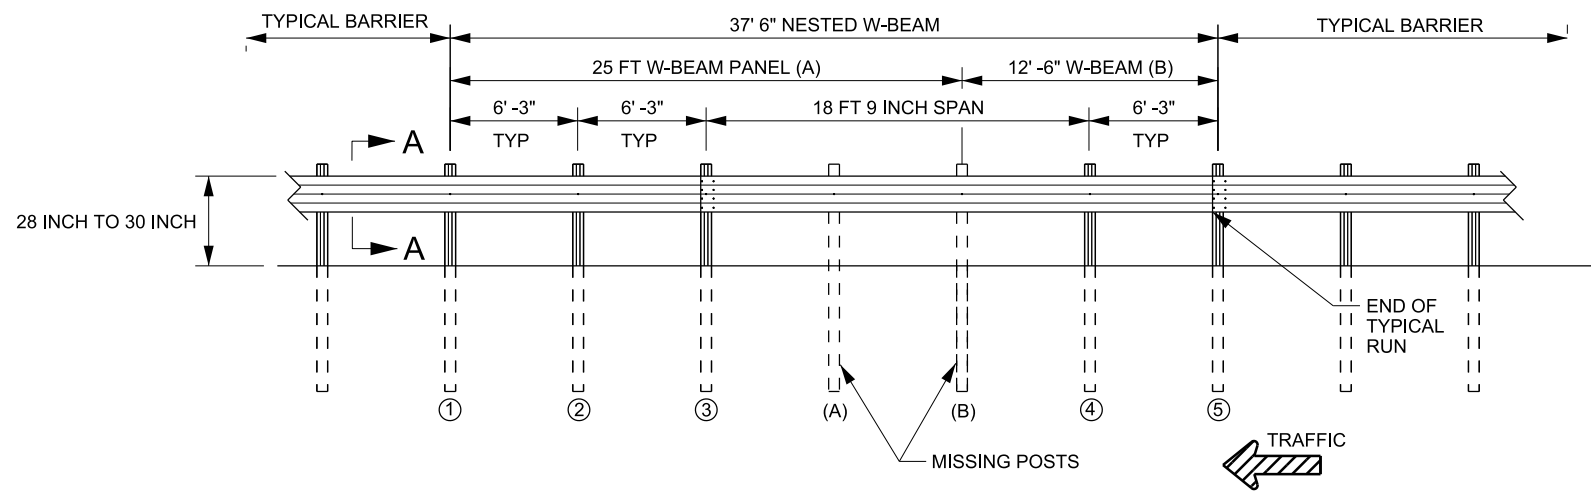 TYPICAL BARRIER
37' 6" NESTED W-BEAM
TYPICAL BARRIER
25 FT W-BEAM PANEL (A)
12' -6" W-BEAM (B)
6' -3"
TYP
6' -3"
TYP
18 FT 9 INCH SPAN
6' -3"
TYP
A
28 INCH TO 30 INCH
A
END OF
TYPICAL
RUN
1
2
3
(A)
(B)
4
5
MISSING POSTS
TRAFFIC